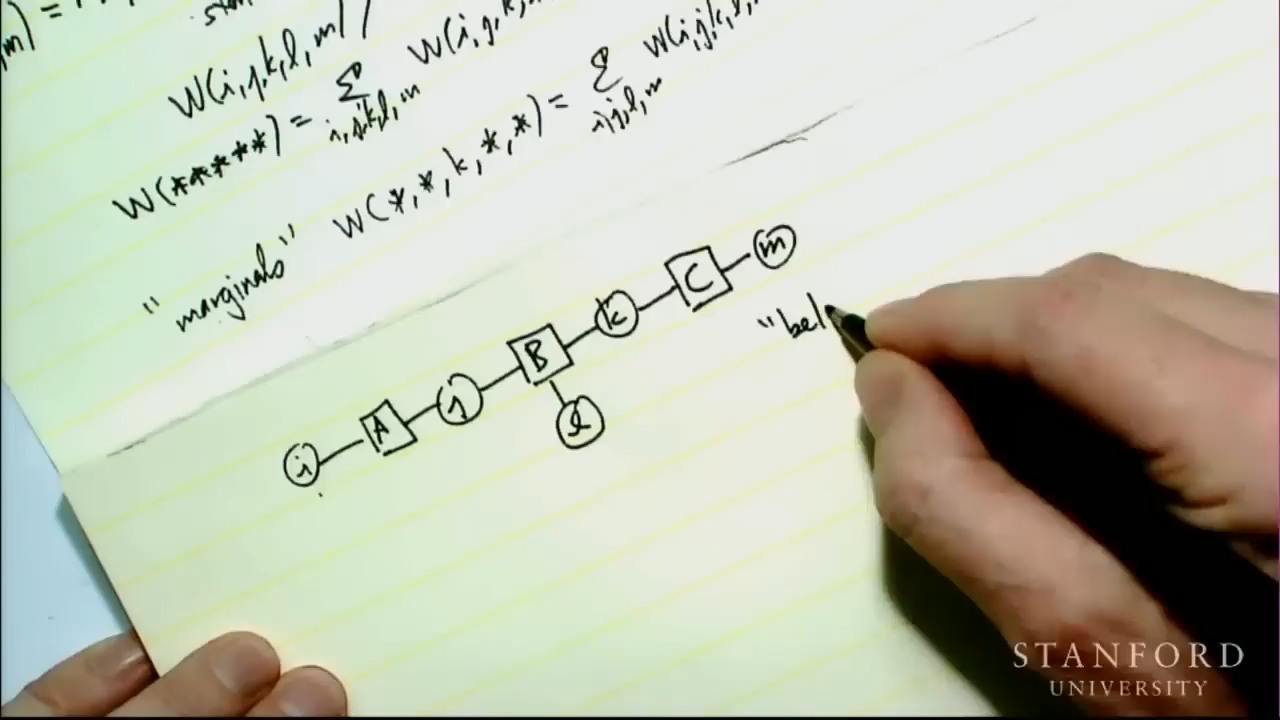 m) =
W(i,j,k,l,m)
W(*****) = Σ W(i,j,k,
i,j,k,l,m
"marginals" W(*,*,k,*,*) = Σ W(i,j,k,l,
i,j,l,m
i A j B k C m
l
"bel
STANFORD
UNIVERSITY